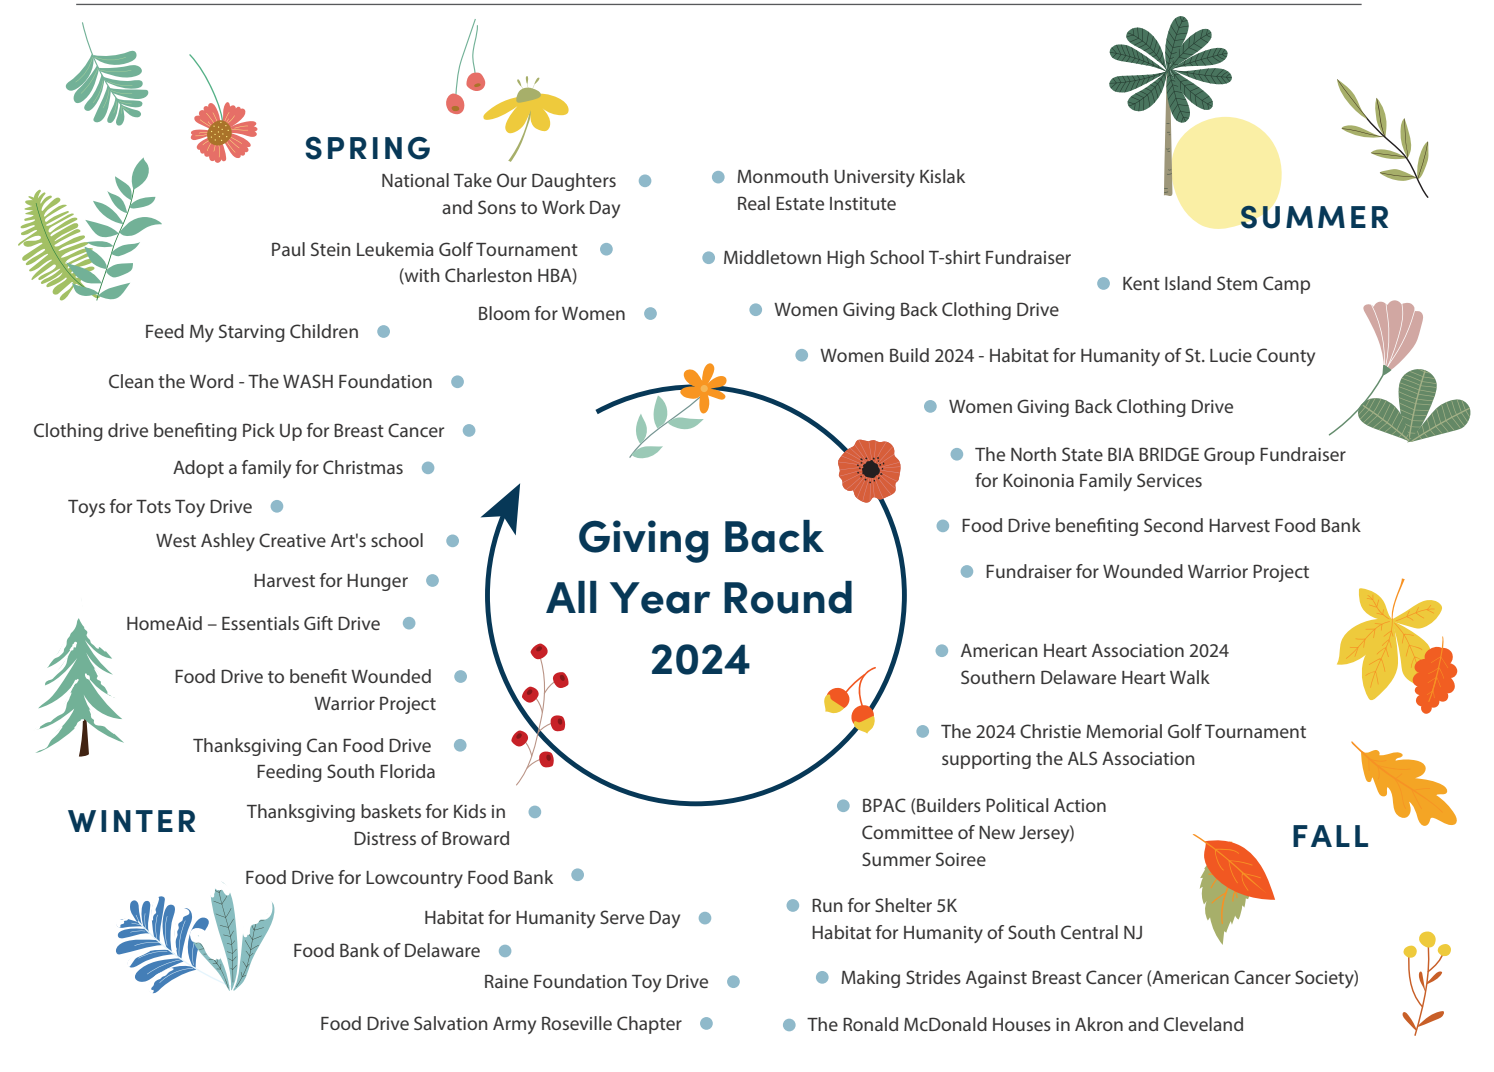 SPRING
National Take Our Daughters
and Sons to Work Day
Paul Stein Leukemia Golf Tournament
(with Charleston HBA)
Bloom for Women
Feed My Starving Children
Clean the Word - The WASH Foundation
Clothing drive benefiting Pick Up for Breast Cancer
Adopt a family for Christmas
Toys for Tots Toy Drive
West Ashley Creative Art's school
Harvest for Hunger
HomeAid – Essentials Gift Drive
Food Drive to benefit Wounded
Warrior Project
Thanksgiving Can Food Drive
Feeding South Florida
WINTER
Thanksgiving baskets for Kids in
Distress of Broward
Food Drive for Lowcountry Food Bank
Habitat for Humanity Serve Day
Food Bank of Delaware
Raine Foundation Toy Drive
Food Drive Salvation Army Roseville Chapter
Giving Back
All Year Round
2024
SUMMER
Monmouth University Kislak
Real Estate Institute
Middletown High School T-shirt Fundraiser
Kent Island Stem Camp
Women Giving Back Clothing Drive
Women Build 2024 - Habitat for Humanity of St. Lucie County
Women Giving Back Clothing Drive
The North State BIA BRIDGE Group Fundraiser
for Koinonia Family Services
Food Drive benefiting Second Harvest Food Bank
Fundraiser for Wounded Warrior Project
American Heart Association 2024
Southern Delaware Heart Walk
The 2024 Christie Memorial Golf Tournament
supporting the ALS Association
BPAC (Builders Political Action
Committee of New Jersey)
Summer Soiree
FALL
Run for Shelter 5K
Habitat for Humanity of South Central NJ
Making Strides Against Breast Cancer (American Cancer Society)
The Ronald McDonald Houses in Akron and Cleveland